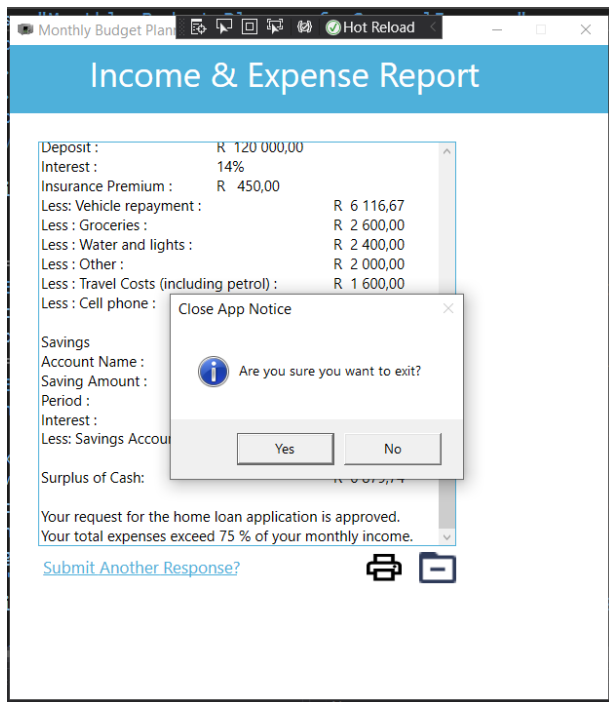 Monthly Budget Plann
Hot Reload
Income & Expense Report
Deposit : R 120 000,00
Interest : 14%
Insurance Premium : R 450,00
Less: Vehicle repayment : R 6 116,67
Less : Groceries : R 2 600,00
Less : Water and lights : R 2 400,00
Less : Other : R 2 000,00
Less : Travel Costs (including petrol) : R 1 600,00
Less : Cell phone :
Close App Notice
Savings
Account Name :
Saving Amount :
Are you sure you want to exit?
Period :
Interest :
Less: Savings Accou
Yes No
Surplus of Cash:
Your request for the home loan application is approved.
Your total expenses exceed 75 % of your monthly income.
Submit Another Response?